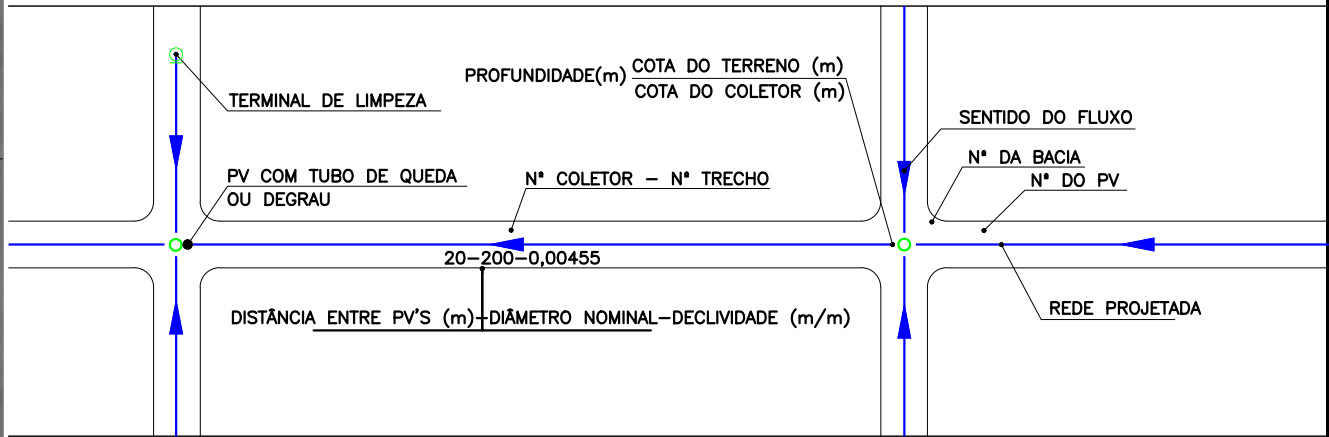 PROFUNDIDADE(m) COTA DO TERRENO (m)
COTA DO COLETOR (m)
TERMINAL DE LIMPEZA
SENTIDO DO FLUXO
Nº DA BACIA
Nº DO PV
PV COM TUBO DE QUEDA
OU DEGRAU
Nº COLETOR – Nº TRECHO
20–200–0,00455
DISTÂNCIA ENTRE PV'S (m)–DIÂMETRO NOMINAL–DECLIVIDADE (m/m)
REDE PROJETADA